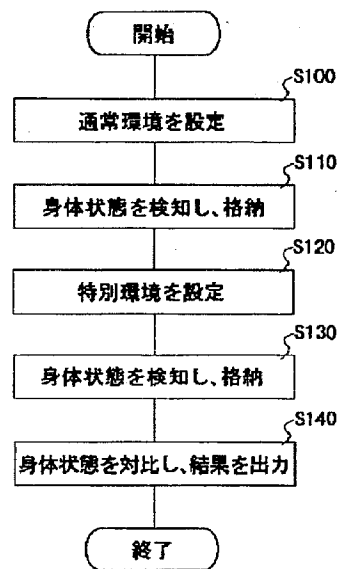 開始
S100
通常環境を設定
S110
身体状態を検知し、格納
S120
特別環境を設定
S130
身体状態を検知し、格納
S140
身体状態を対比し、結果を出力
終了